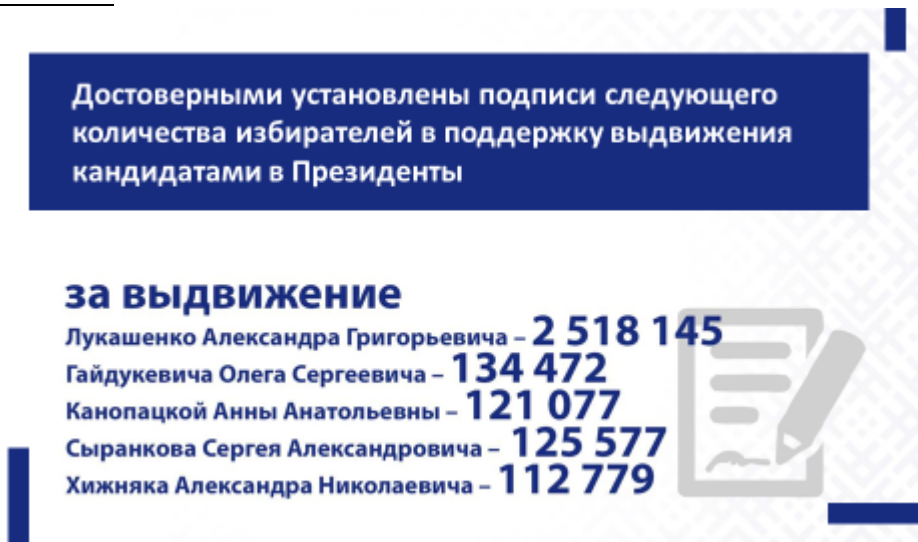 Достоверными установлены подписи следующего
количества избирателей в поддержку выдвижения
кандидатами в Президенты
за выдвижение
Лукашенко Александра Григорьевича – 2 518 145
Гайдукевича Олега Сергеевича – 134 472
Канопацкой Анны Анатольевны – 121 077
Сыранкова Сергея Александровича – 125 577
Хижняка Александра Николаевича – 112 779